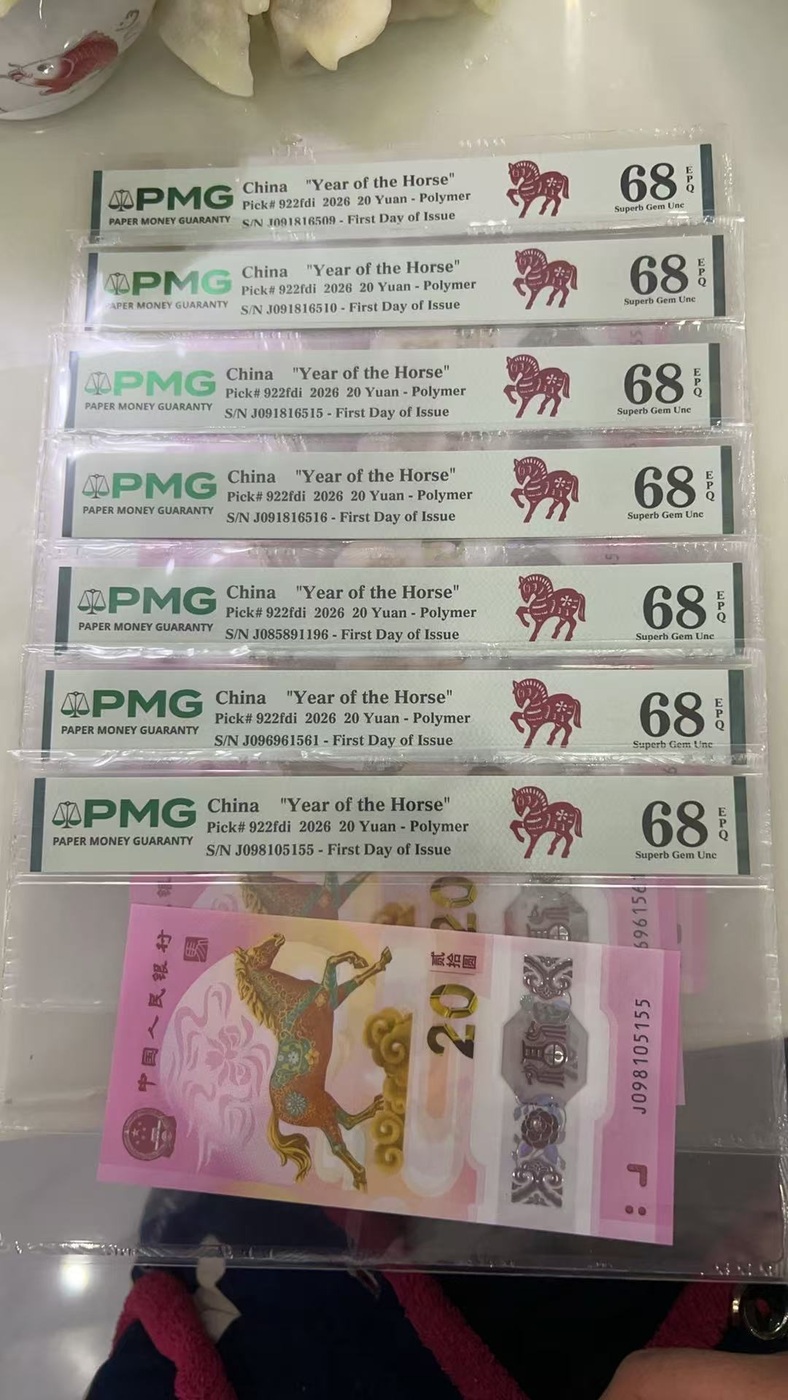 PMG
PAPER MONEY GUARANTY
China "Year of the Horse"
Pick# 922fdi 2026 20 Yuan - Polymer
S/N J091816509 - First Day of Issue
68
EPQ
Superb Gem Unc
PMG
PAPER MONEY GUARANTY
China "Year of the Horse"
Pick# 922fdi 2026 20 Yuan - Polymer
S/N J091816510 - First Day of Issue
68
EPQ
Superb Gem Unc
PMG
PAPER MONEY GUARANTY
China "Year of the Horse"
Pick# 922fdi 2026 20 Yuan - Polymer
S/N J091816515 - First Day of Issue
68
EPQ
Superb Gem Unc
PMG
PAPER MONEY GUARANTY
China "Year of the Horse"
Pick# 922fdi 2026 20 Yuan - Polymer
S/N J091816516 - First Day of Issue
68
EPQ
Superb Gem Unc
PMG
PAPER MONEY GUARANTY
China "Year of the Horse"
Pick# 922fdi 2026 20 Yuan - Polymer
S/N J085891196 - First Day of Issue
68
EPQ
Superb Gem Unc
PMG
PAPER MONEY GUARANTY
China "Year of the Horse"
Pick# 922fdi 2026 20 Yuan - Polymer
S/N J096961561 - First Day of Issue
68
EPQ
Superb Gem Unc
PMG
PAPER MONEY GUARANTY
China "Year of the Horse"
Pick# 922fdi 2026 20 Yuan - Polymer
S/N J098105155 - First Day of Issue
68
EPQ
Superb Gem Unc
20
中国人民银行
贰拾圆
20
福
J098105155